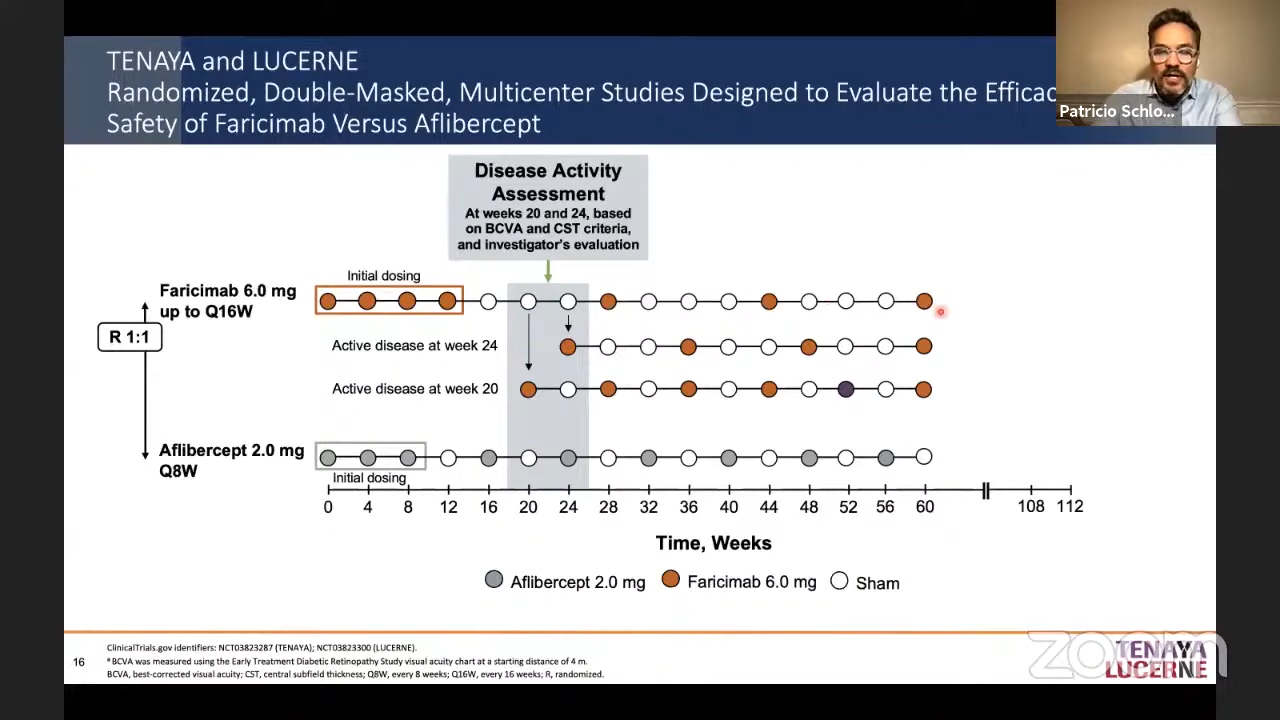 TENAYA and LUCERNE
Randomized, Double-Masked, Multicenter Studies Designed to Evaluate the Efficac
Safety of Faricimab Versus Aflibercept
Patricio Schlo...
Disease Activity
Assessment
At weeks 20 and 24, based
on BCVA and CST criteria,
and investigator's evaluation
Initial dosing
Faricimab 6.0 mg
up to Q16W
R 1:1
Active disease at week 24
Active disease at week 20
Aflibercept 2.0 mg
Q8W
Initial dosing
0 4 8 12 16 20 24 28 32 36 40 44 48 52 56 60 108 112
Time, Weeks
Aflibercept 2.0 mg Faricimab 6.0 mg Sham
ClinicalTrials.gov identifiers: NCT03823287 (TENAYA); NCT03823300 (LUCERNE).
16 ª BCVA was measured using the Early Treatment Diabetic Retinopathy Study visual acuity chart at a starting distance of 4 m.
BCVA, best-corrected visual acuity; CST, central subfield thickness; Q8W, every 8 weeks; Q16W, every 16 weeks; R, randomized.
zoom
TENAYA
LUCERNE